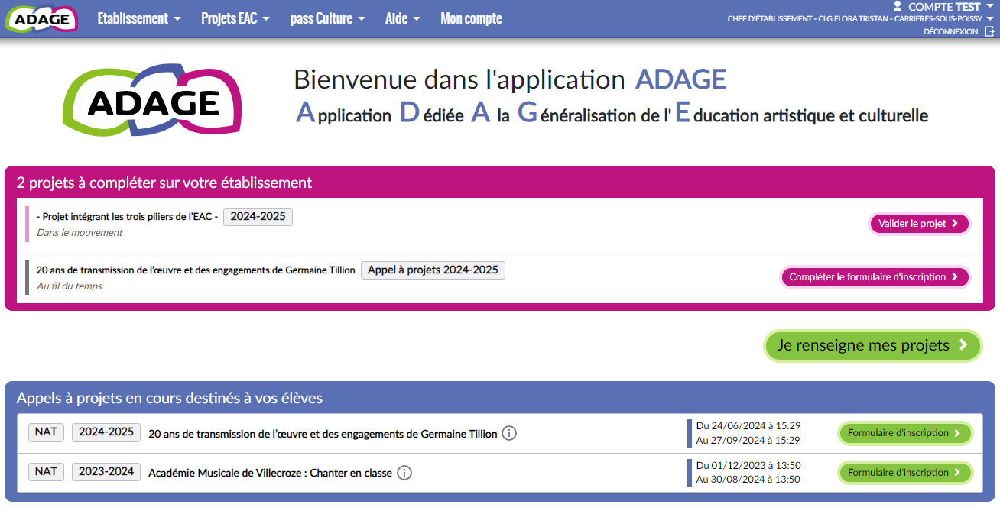 ADAGE Etablissement Projets EAC pass Culture Aide Mon compte
COMPTE TEST
CHEF D'ÉTABLISSEMENT - CLG FLORA TRISTAN - CARRIERES-SOUS-POISSY
DÉCONNEXION
ADAGE
Bienvenue dans l'application ADAGE
Application Dédiée A la Généralisation de l'Education artistique et culturelle
2 projets à compléter sur votre établissement
- Projet intégrant les trois piliers de l'EAC - 2024-2025
Dans le mouvement
Valider le projet
20 ans de transmission de l'œuvre et des engagements de Germaine Tillion Appel à projets 2024-2025
Au fil du temps
Compléter le formulaire d'inscription
Je renseigne mes projets
Appels à projets en cours destinés à vos élèves
NAT 2024-2025 20 ans de transmission de l'œuvre et des engagements de Germaine Tillion
Du 24/06/2024 à 15:29
Au 27/09/2024 à 15:29
Formulaire d'inscription
NAT 2023-2024 Académie Musicale de Villecroze : Chanter en classe
Du 01/12/2023 à 13:50
Au 30/08/2024 à 13:50
Formulaire d'inscription